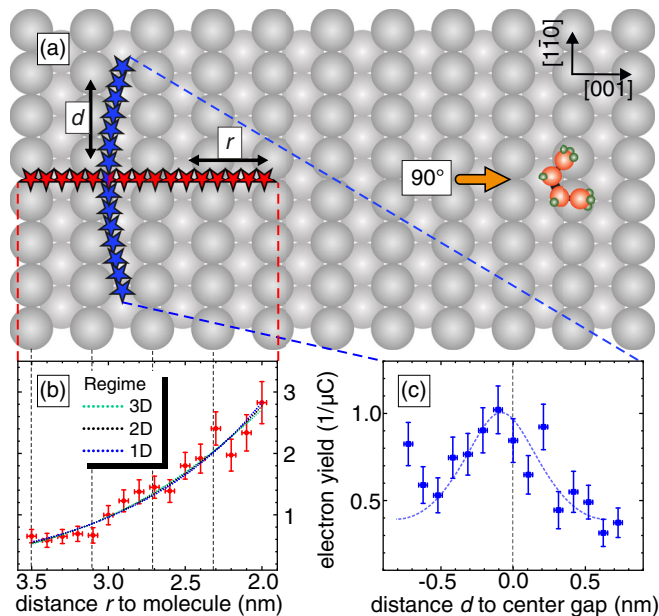 (a)
[11̄0]
[001]
d
r
90°
(b)
Regime
3D
2D
1D
3
2
1
3.5 3.0 2.5 2.0
distance r to molecule (nm)
electron yield (1/µC)
(c)
1.0
0.5
-0.5 0.0 0.5
distance d to center gap (nm)